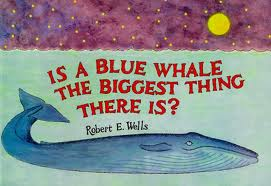 IS A BLUE WHALE
THE BIGGEST THING
THERE IS?
Robert E. Wells